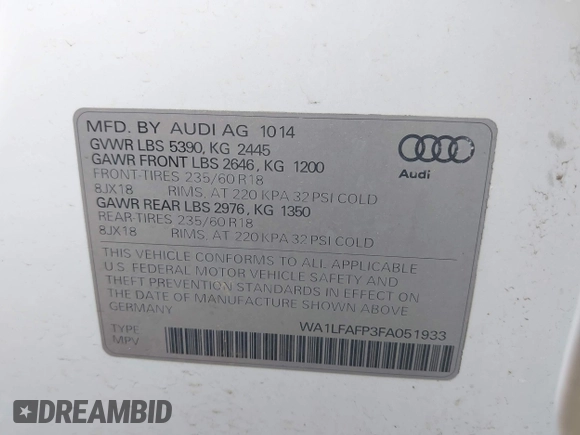 MFD. BY AUDI AG 1014
GVWR LBS 5390, KG 2445
GAWR FRONT LBS 2646, KG 1200
FRONT-TIRES 235/60 R18
8JX18 RIMS, AT 220 KPA 32 PSI COLD
GAWR REAR LBS 2976, KG 1350
REAR-TIRES 235/60 R18
8JX18 RIMS, AT 220 KPA 32 PSI COLD
Audi
THIS VEHICLE CONFORMS TO ALL APPLICABLE
U.S. FEDERAL MOTOR VEHICLE SAFETY AND
THEFT PREVENTION STANDARDS IN EFFECT ON
THE DATE OF MANUFACTURE SHOWN ABOVE
GERMANY
WA1LFAFP3FA051933
TYPE
MPV
DREAMBID